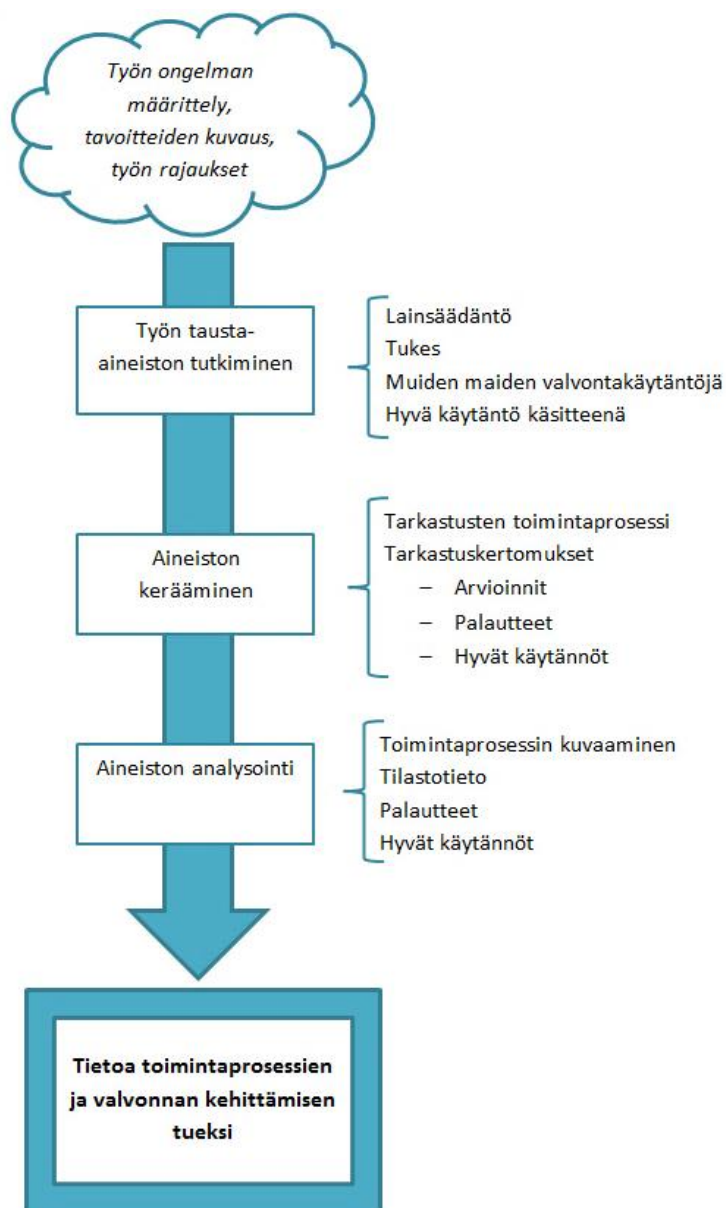 Työn ongelman
määrittely,
tavoitteiden kuvaus,
työn rajaukset
Työn tausta-
aineiston tutkiminen
Lainsäädäntö
Tukes
Muiden maiden valvontakäytäntöjä
Hyvä käytäntö käsitteenä
Aineiston
kerääminen
Tarkastusten toimintaprosessi
Tarkastuskertomukset
– Arvioinnit
– Palautteet
– Hyvät käytännöt
Aineiston analysointi
Toimintaprosessin kuvaaminen
Tilastotieto
Palautteet
Hyvät käytännöt
Tietoa toimintaprosessien
ja valvonnan kehittämisen
tueksi